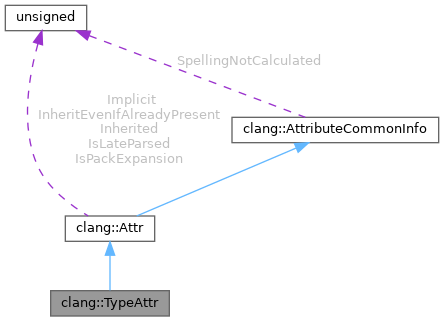 unsigned
SpellingNotCalculated
Implicit
InheritEvenIfAlreadyPresent
Inherited
IsLateParsed
IsPackExpansion
clang::AttributeCommonInfo
clang::Attr
clang::TypeAttr